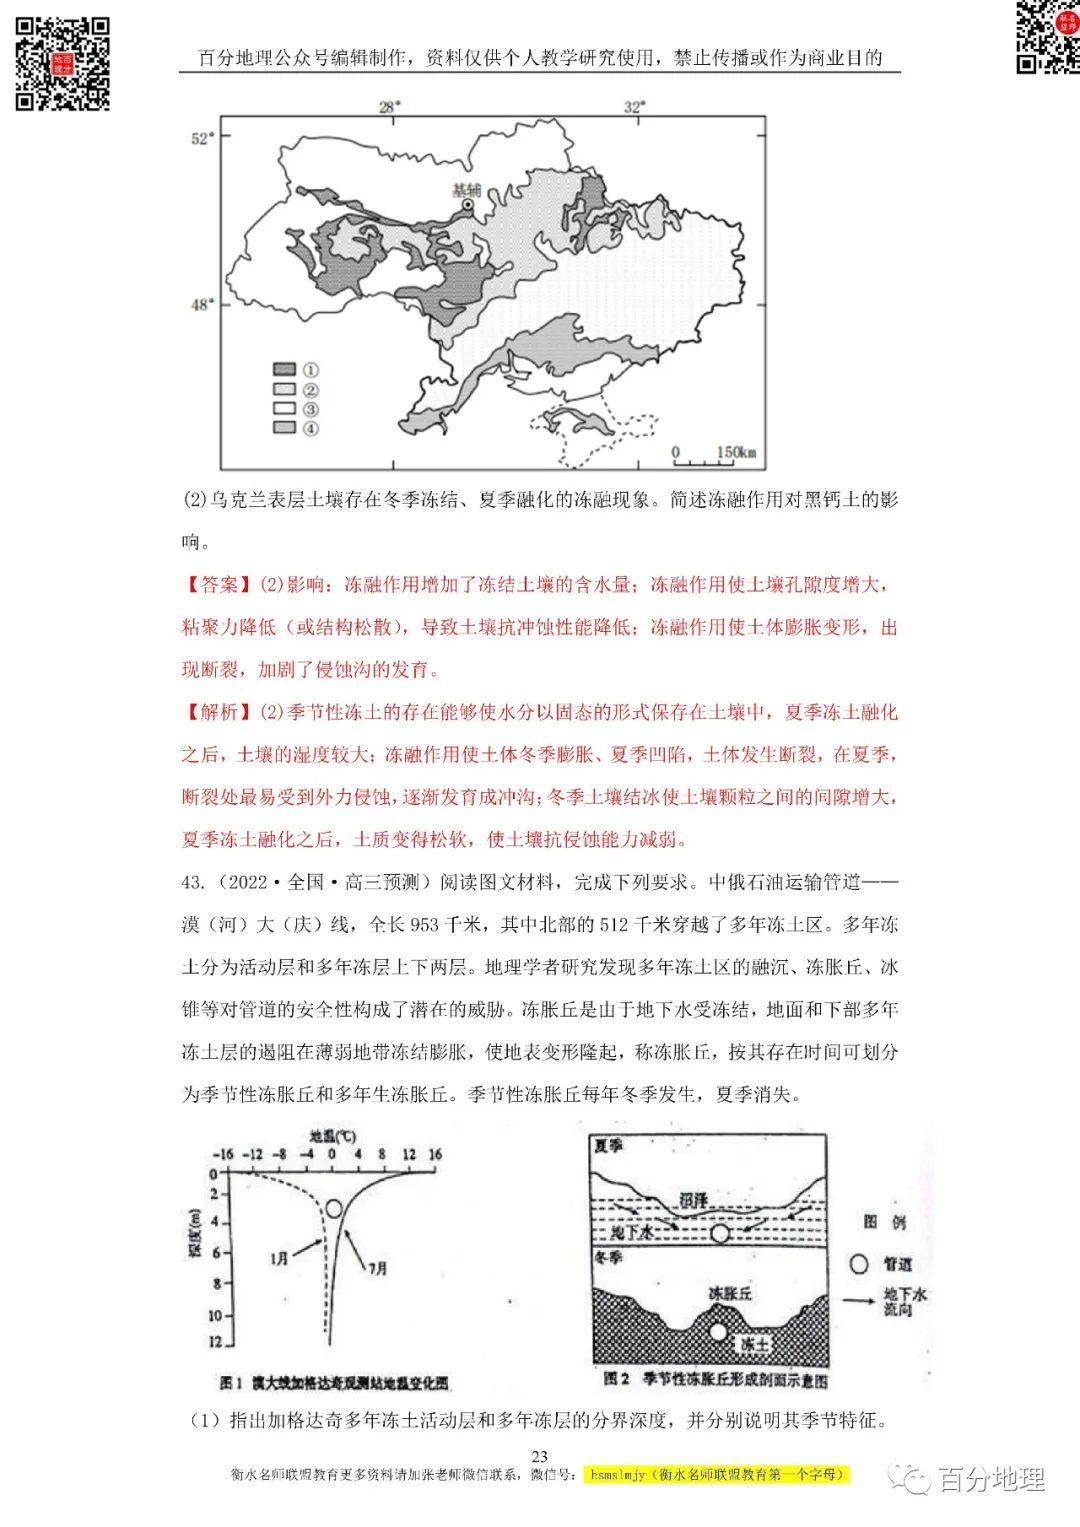 百分地理公众号编辑制作，资料仅供个人教学研究使用，禁止传播或作为商业目的
28°
32°
52°
基辅
48°
①
②
③
④
0
150km
(2)乌克兰表层土壤存在冬季冻结、夏季融化的冻融现象。简述冻融作用对黑钙土的影
响。
【答案】(2)影响：冻融作用增加了冻结土壤的含水量；冻融作用使土壤孔隙度增大，
粘聚力降低（或结构松散），导致土壤抗冲蚀性能降低；冻融作用使土体膨胀变形，出
现断裂，加剧了侵蚀沟的发育。
【解析】(2)季节性冻土的存在能够使水分以固态的形式保存在土壤中，夏季冻土融化
之后，土壤的湿度较大；冻融作用使土体冬季膨胀、夏季凹陷，土体发生断裂，在夏季，
断裂处最易受到外力侵蚀，逐渐发育成冲沟；冬季土壤结冰使土壤颗粒之间的间隙增大，
夏季冻土融化之后，土质变得松软，使土壤抗侵蚀能力减弱。
43.（2022·全国·高三预测）阅读图文材料，完成下列要求。中俄石油运输管道——
漠（河）大（庆）线，全长953千米，其中北部的512千米穿越了多年冻土区。多年冻
土分为活动层和多年冻层上下两层。地理学者研究发现多年冻土区的融沉、冻胀丘、冰
锥等对管道的安全性构成了潜在的威胁。冻胀丘是由于地下水受冻结，地面和下部多年
冻土层的遏阻在薄弱地带冻结膨胀，使地表变形隆起，称冻胀丘，按其存在时间可划分
为季节性冻胀丘和多年生冻胀丘。季节性冻胀丘每年冬季发生，夏季消失。
地温(℃)
-16 -12 -8 -4 0 4 8 12 16
0
2
4
6
8
10
12
深度(m)
1月
7月
图1 漠大线加格达奇观测站地温变化图
夏季
沼泽
地下水
冬季
冻胀丘
冻土
图 例
管道
地下水
流向
图2 季节性冻胀丘形成剖面示意图
（1）指出加格达奇多年冻土活动层和多年冻层的分界深度，并分别说明其季节特征。
23
衡水名师联盟教育更多资料请加张老师微信联系，微信号： hsmslmjy（衡水名师联盟教育第一个字母）
百分地理